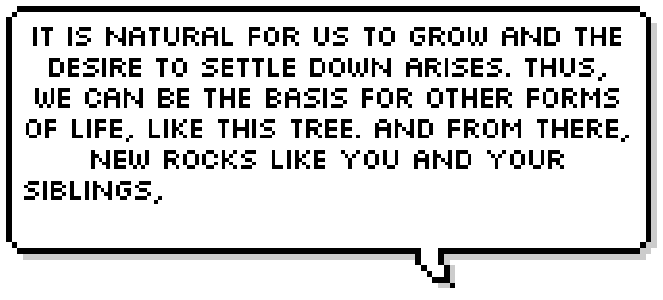 IT IS NATURAL FOR US TO GROW AND THE
DESIRE TO SETTLE DOWN ARISES. THUS,
WE CAN BE THE BASIS FOR OTHER FORMS
OF LIFE, LIKE THIS TREE. AND FROM THERE,
NEW ROCKS LIKE YOU AND YOUR
SIBLINGS,